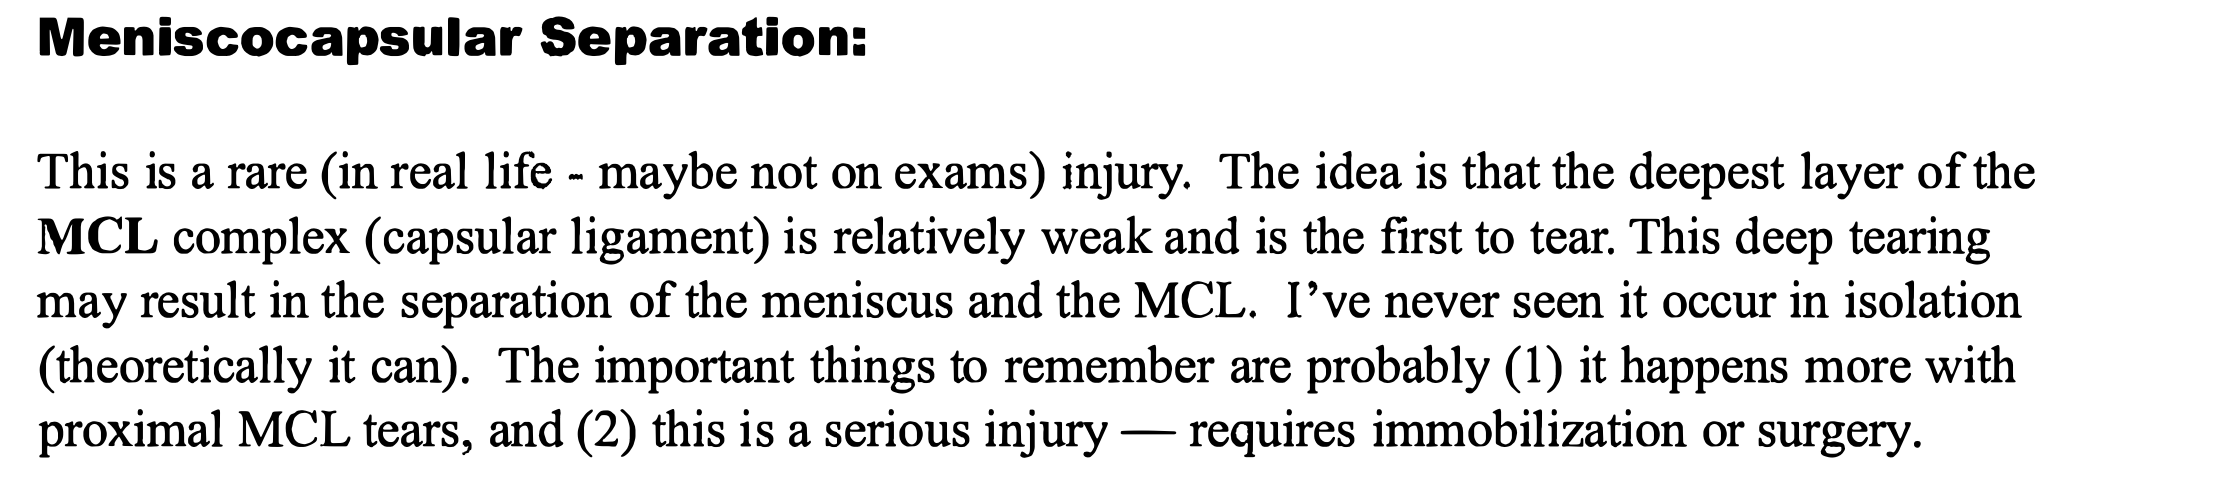 Meniscocapsular Separation:
This is a rare (in real life - maybe not on exams) injury. The idea is that the deepest layer of the
MCL complex (capsular ligament) is relatively weak and is the first to tear. This deep tearing
may result in the separation of the meniscus and the MCL. I've never seen it occur in isolation
(theoretically it can). The important things to remember are probably (1) it happens more with
proximal MCL tears, and (2) this is a serious injury — requires immobilization or surgery.